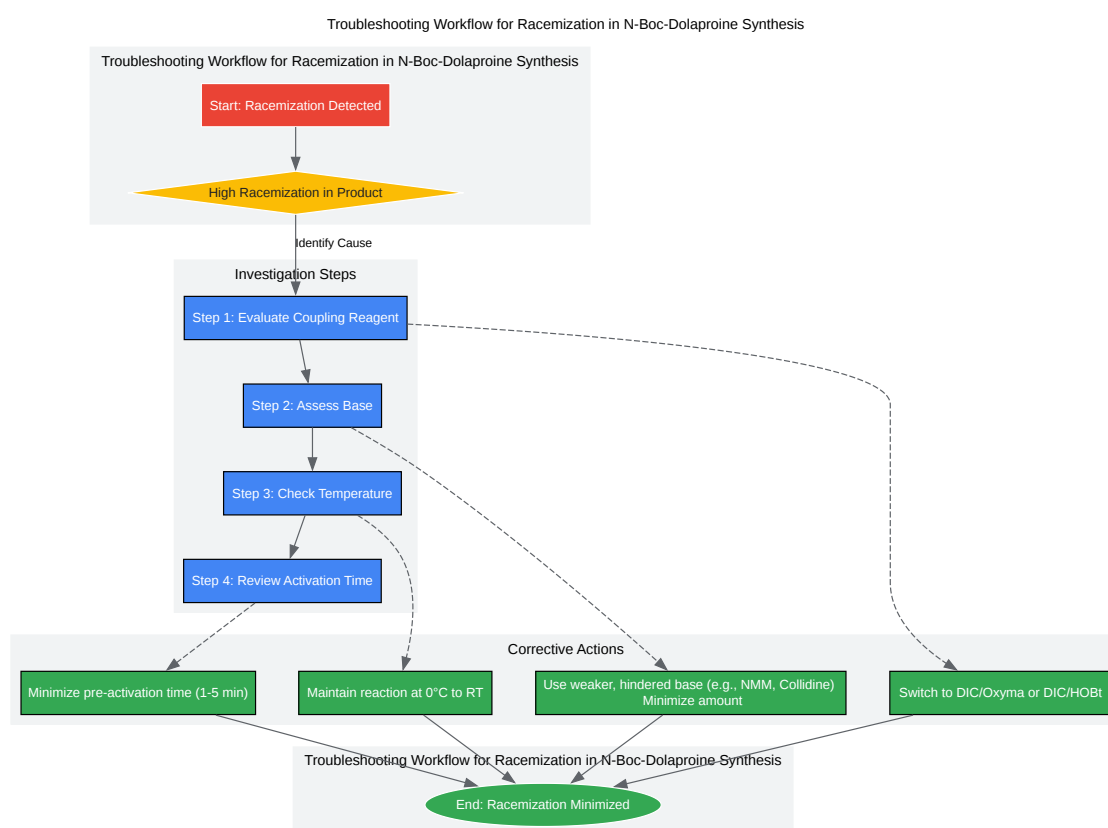 Troubleshooting Workflow for Racemization in N-Boc-Dolaproine Synthesis
Troubleshooting Workflow for Racemization in N-Boc-Dolaproine Synthesis
Start: Racemization Detected
High Racemization in Product
Identify Cause
Investigation Steps
Step 1: Evaluate Coupling Reagent
Step 2: Assess Base
Step 3: Check Temperature
Step 4: Review Activation Time
Corrective Actions
Minimize pre-activation time (1-5 min)
Maintain reaction at 0°C to RT
Use weaker, hindered base (e.g., NMM, Collidine)
Minimize amount
Switch to DIC/Oxyma or DIC/HOBt
Troubleshooting Workflow for Racemization in N-Boc-Dolaproine Synthesis
End: Racemization Minimized